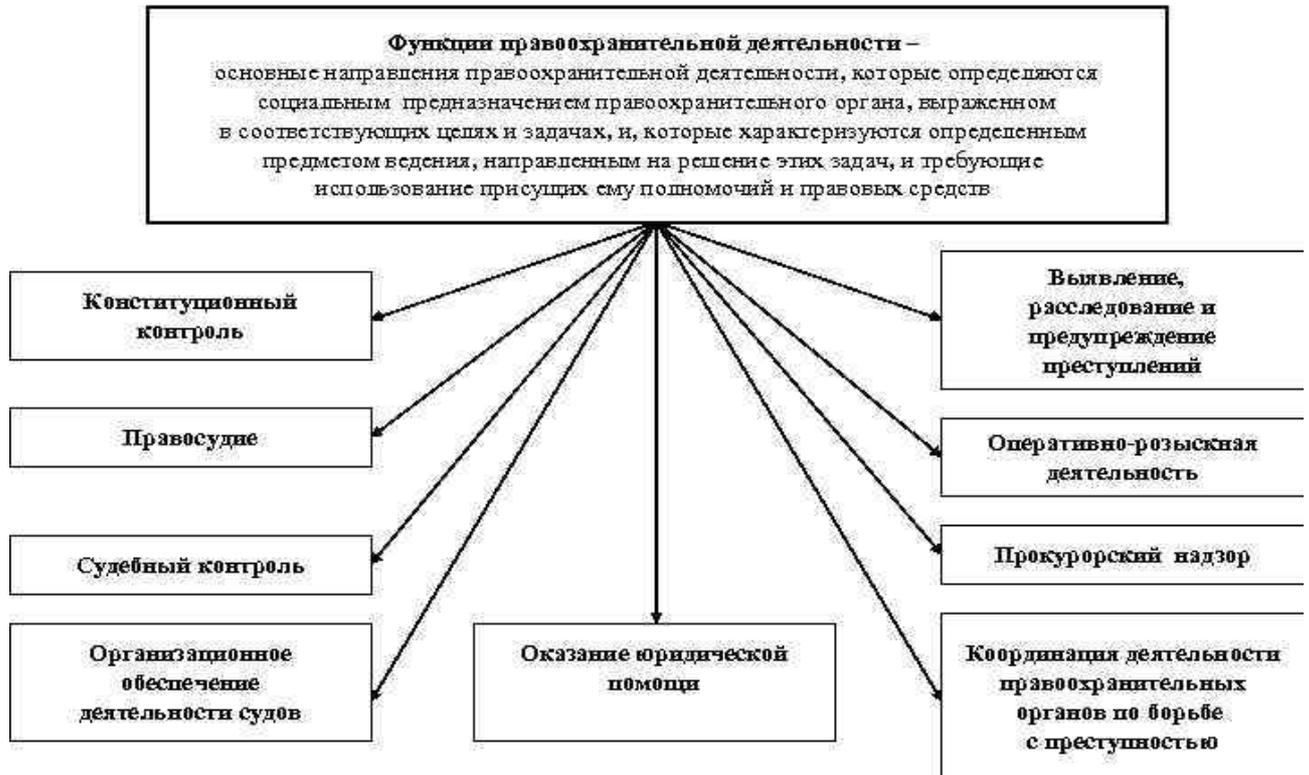 Функции правоохранительной деятельности –
основные направления правоохранительной деятельности, которые определяются
социальным предназначением правоохранительного органа, выраженном
в соответствующих целях и задачах, и, которые характеризуются определенным
предметом ведения, направленным на решение этих задач, и требующие
использование присущих ему полномочий и правовых средств
Конституционный
контроль
Правосудие
Судебный контроль
Организационное
обеспечение
деятельности судов
Оказание юридической
помощи
Выявление,
расследование и
предупреждение
преступлений
Оперативно-розыскная
деятельность
Прокурорский надзор
Координация деятельности
правоохранительных
органов по борьбе
с преступностью